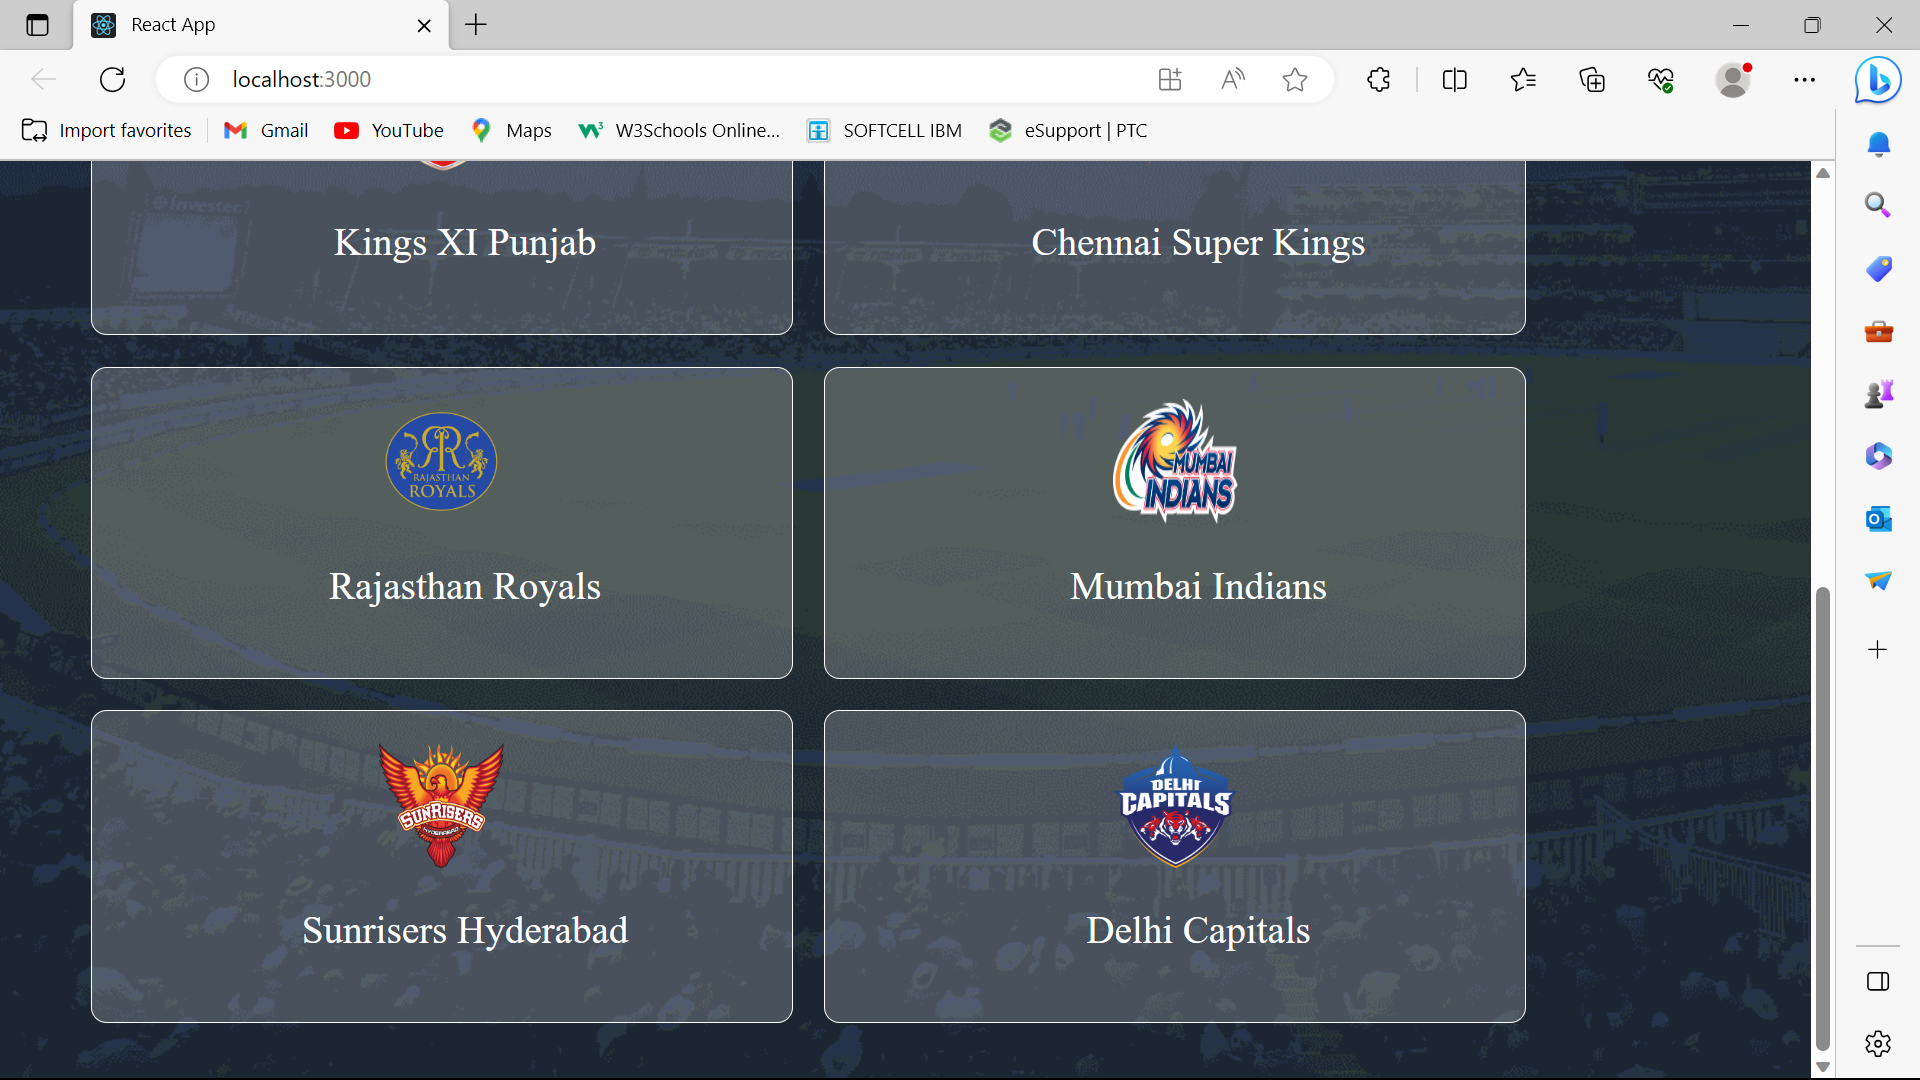 React App
localhost:3000
Import favorites
Gmail
YouTube
Maps
W3Schools Online...
SOFTCELL IBM
eSupport | PTC
Investec
Kings XI Punjab
Chennai Super Kings
RAJASTHAN
ROYALS
Rajasthan Royals
MUMBAI
INDIANS
Mumbai Indians
SUNRISERS
HYDERABAD
Sunrisers Hyderabad
DELHI
CAPITALS
Delhi Capitals